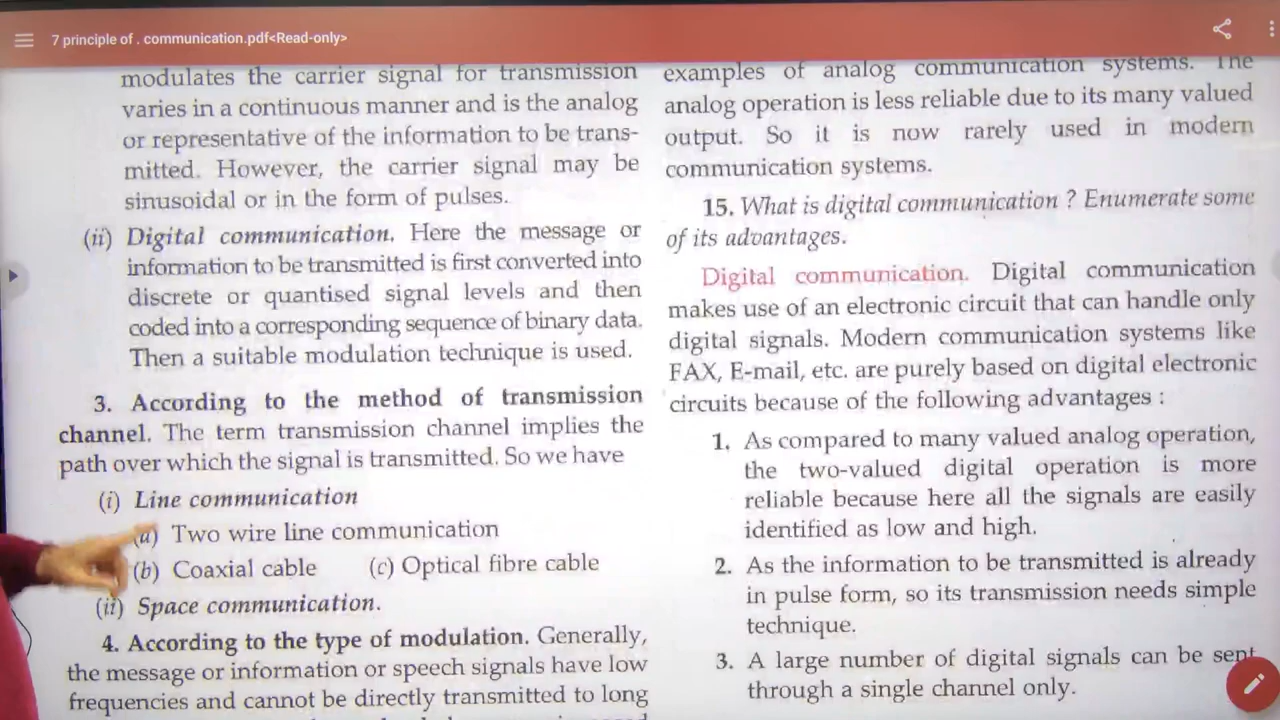 7 principle of . communication.pdf<Read-only>
modulates the carrier signal for transmission
varies in a continuous manner and is the analog
or representative of the information to be trans-
mitted. However, the carrier signal may be
sinusoidal or in the form of pulses.
(ii) Digital communication. Here the message or
information to be transmitted is first converted into
discrete or quantised signal levels and then
coded into a corresponding sequence of binary data.
Then a suitable modulation technique is used.
3. According to the method of transmission
channel. The term transmission channel implies the
path over which the signal is transmitted. So we have
(i) Line communication
(a) Two wire line communication
(b) Coaxial cable (c) Optical fibre cable
(ii) Space communication.
4. According to the type of modulation. Generally,
the message or information or speech signals have low
frequencies and cannot be directly transmitted to long
examples of analog communication systems. The
analog operation is less reliable due to its many valued
output. So it is now rarely used in modern
communication systems.
15. What is digital communication ? Enumerate some
of its advantages.
Digital communication. Digital communication
makes use of an electronic circuit that can handle only
digital signals. Modern communication systems like
FAX, E-mail, etc. are purely based on digital electronic
circuits because of the following advantages :
1. As compared to many valued analog operation,
the two-valued digital operation is more
reliable because here all the signals are easily
identified as low and high.
2. As the information to be transmitted is already
in pulse form, so its transmission needs simple
technique.
3. A large number of digital signals can be sent
through a single channel only.